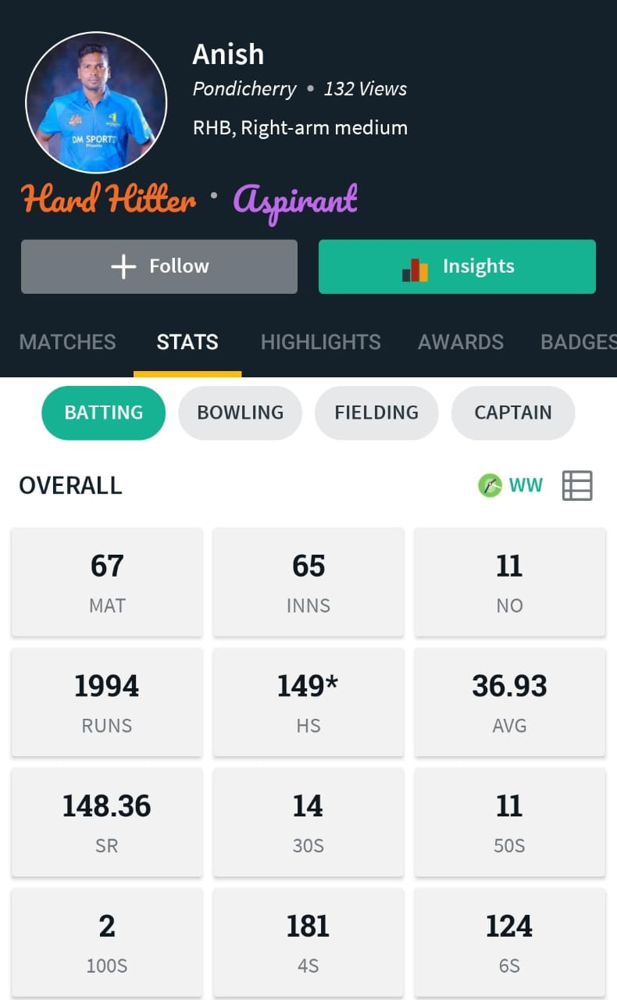 Anish
Pondicherry • 132 Views
RHB, Right-arm medium
DM SPORTS
Phoenix
Hard Hitter • Aspirant
+ Follow
Insights
MATCHES STATS HIGHLIGHTS AWARDS BADGES
BATTING BOWLING FIELDING CAPTAIN
OVERALL WW
67 65 11
MAT INNS NO
1994 149* 36.93
RUNS HS AVG
148.36 14 11
SR 30S 50S
2 181 124
100S 4S 6S